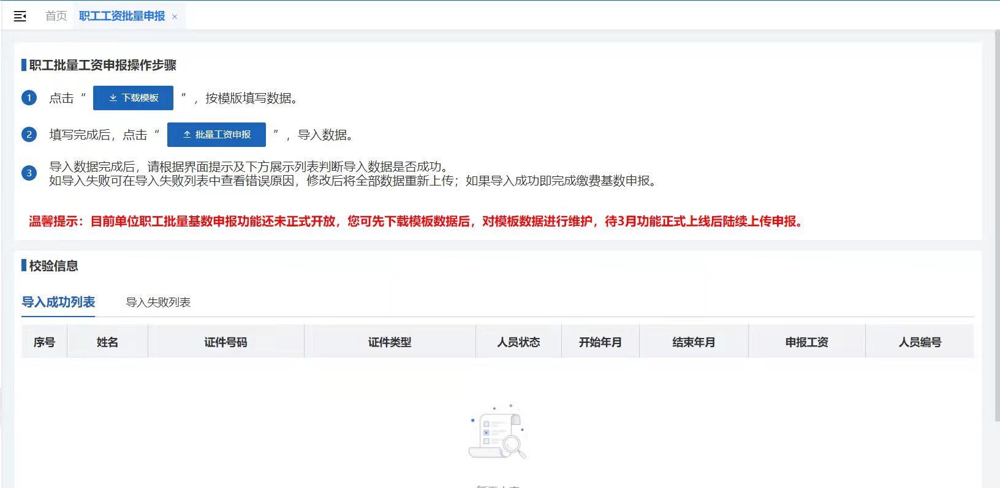 首页 职工工资批量申报 ×
职工批量工资申报操作步骤
1 点击“ 下载模板 ”，按模版填写数据。
2 填写完成后，点击“ 批量工资申报 ”，导入数据。
3 导入数据完成后，请根据界面提示及下方展示列表判断导入数据是否成功。
如导入失败可在导入失败列表中查看错误原因，修改后将全部数据重新上传；如果导入成功即完成缴费基数申报。
温馨提示：目前单位职工批量基数申报功能还未正式开放，您可先下载模板数据后，对模板数据进行维护，待3月功能正式上线后陆续上传申报。
校验信息
导入成功列表 导入失败列表
序号 姓名 证件号码 证件类型 人员状态 开始年月 结束年月 申报工资 人员编号